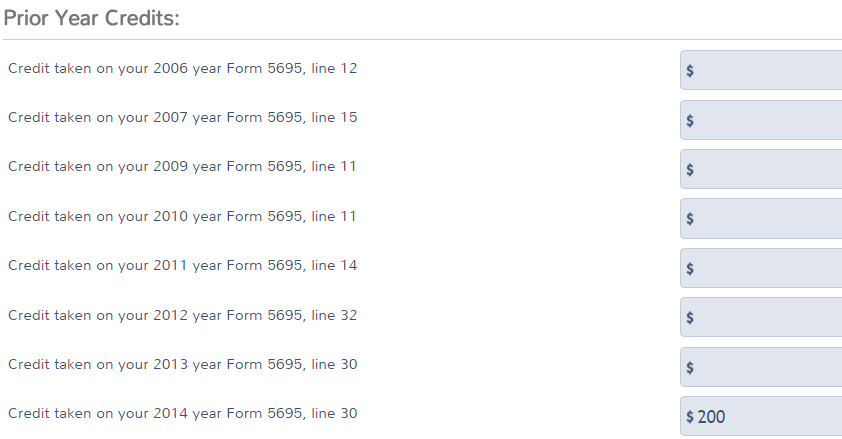 Prior Year Credits:
Credit taken on your 2006 year Form 5695, line 12 $
Credit taken on your 2007 year Form 5695, line 15 $
Credit taken on your 2009 year Form 5695, line 11 $
Credit taken on your 2010 year Form 5695, line 11 $
Credit taken on your 2011 year Form 5695, line 14 $
Credit taken on your 2012 year Form 5695, line 32 $
Credit taken on your 2013 year Form 5695, line 30 $
Credit taken on your 2014 year Form 5695, line 30 $ 200